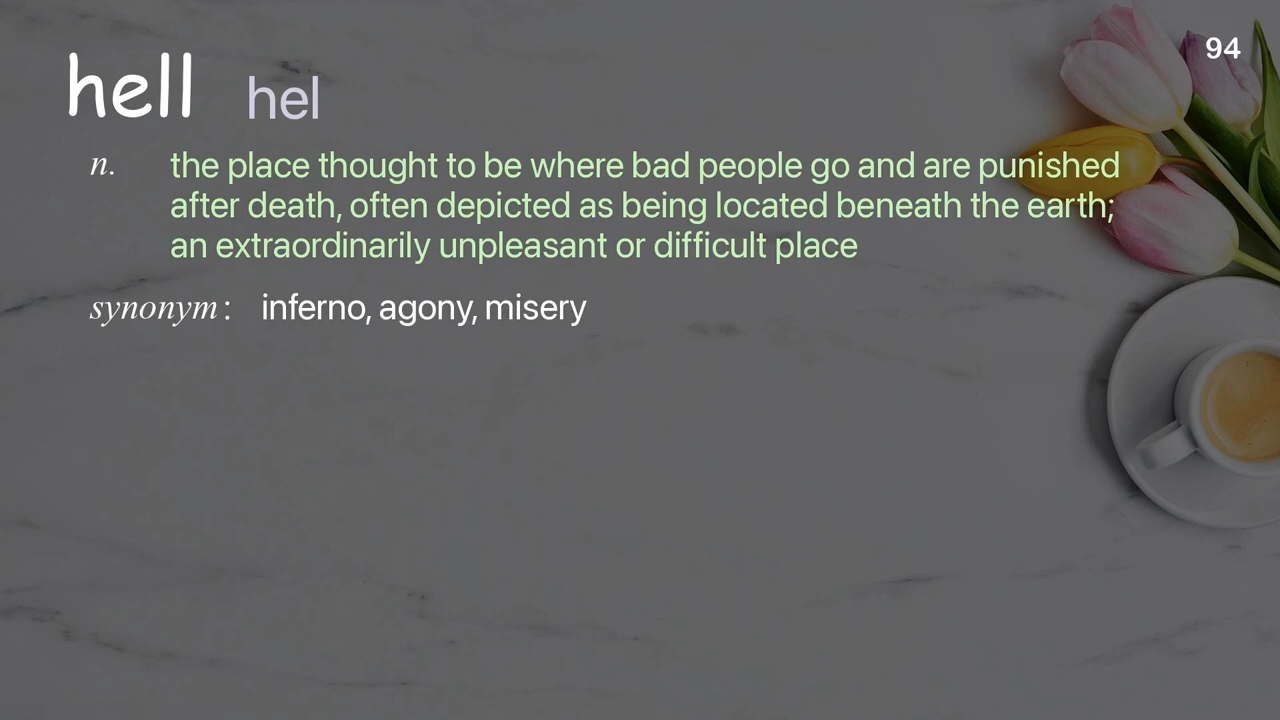 94
hell hel
n. the place thought to be where bad people go and are punished
after death, often depicted as being located beneath the earth;
an extraordinarily unpleasant or difficult place
synonym: inferno, agony, misery